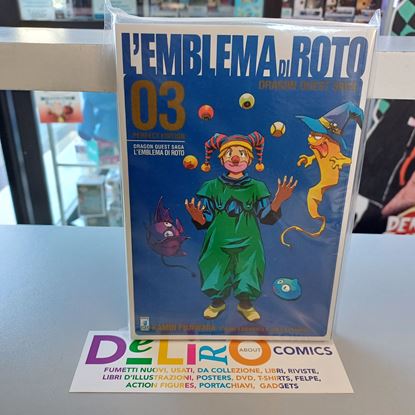 L'EMBLEMA DI ROTO
DRAGON QUEST SAGA
03
PERFECT EDITION
DRAGON QUEST SAGA
L'EMBLEMA DI ROTO
KAMUI FUJIWARA
DeLiRiO ABOUT COMICS
FUMETTI NUOVI, USATI, DA COLLEZIONE, LIBRI, RIVISTE,
LIBRI D'ILLUSTRAZIONI, POSTERS, DVD, T-SHIRTS, FELPE,
ACTION FIGURES, PORTACHIAVI, GADGETS